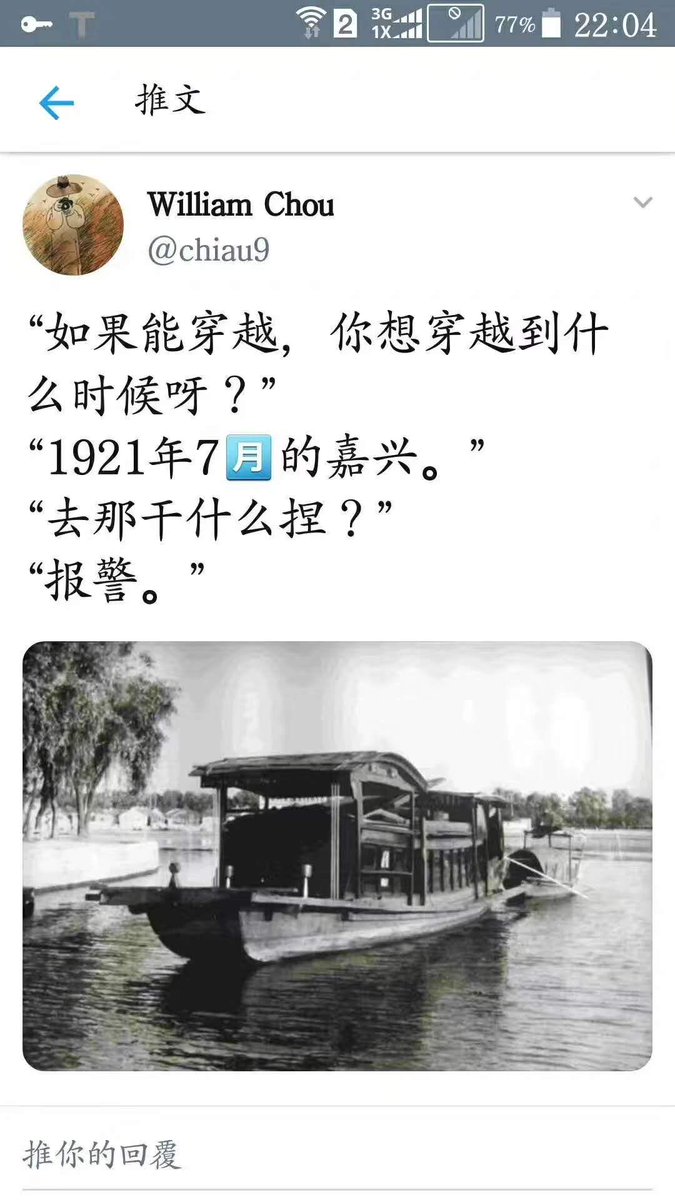 2 3G 1X 77% 22:04
推文
William Chou
@chiau9
“如果能穿越，你想穿越到什
么时候呀？”
“1921年7🈷️的嘉兴。”
“去那干什么捏？”
“报警。”
推你的回覆